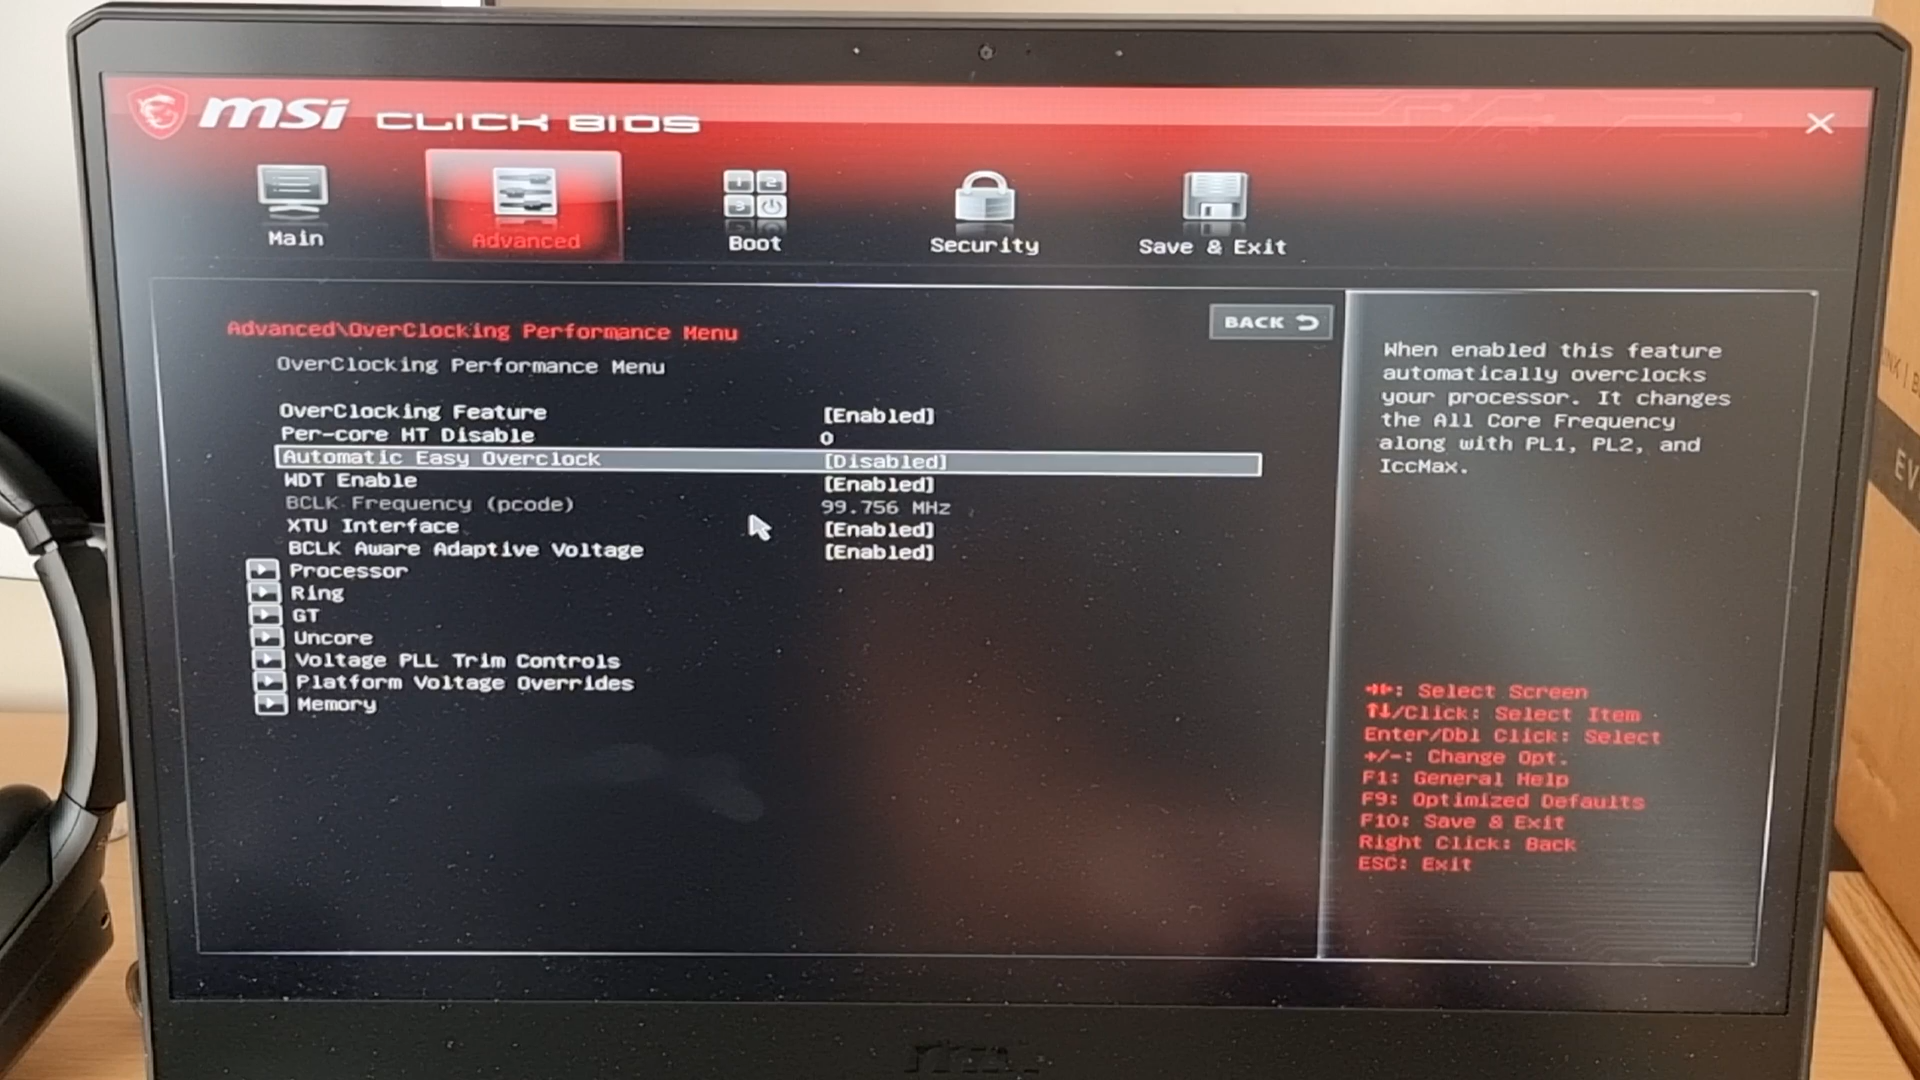 msi CLICK BIOS
Main
Advanced
Boot
Security
Save & Exit
Advanced\OverClocking Performance Menu
BACK
OverClocking Performance Menu
OverClocking Feature [Enabled]
Per-core HT Disable 0
Automatic Easy Overclock [Disabled]
WDT Enable [Enabled]
BCLK Frequency (pcode) 99.756 MHz
XTU Interface [Enabled]
BCLK Aware Adaptive Voltage [Enabled]
Processor
Ring
GT
Uncore
Voltage PLL Trim Controls
Platform Voltage Overrides
Memory
When enabled this feature
automatically overclocks
your processor. It changes
the All Core Frequency
along with PL1, PL2, and
IccMax.
→←: Select Screen
↑↓/Click: Select Item
Enter/Dbl Click: Select
+/-: Change Opt.
F1: General Help
F9: Optimized Defaults
F10: Save & Exit
Right Click: Back
ESC: Exit